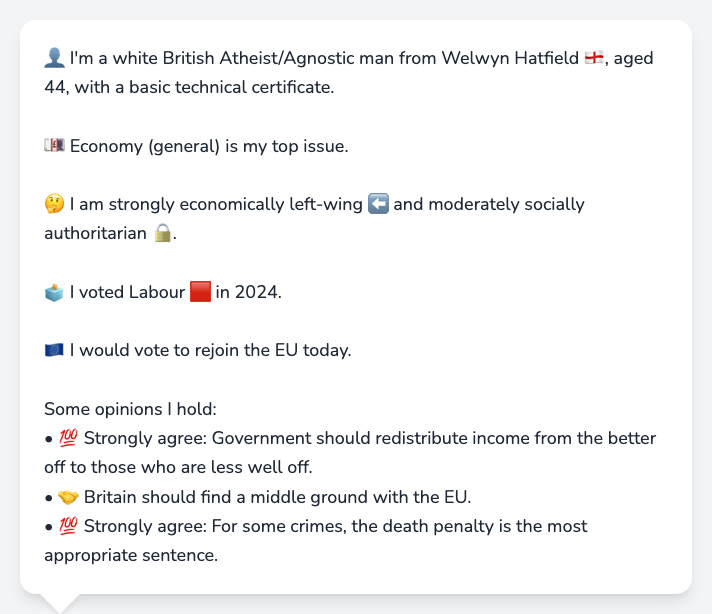 👤 I'm a white British Atheist/Agnostic man from Welwyn Hatfield 🏴󠁧󠁢󠁥󠁮󠁧󠁿, aged
44, with a basic technical certificate.
💷 Economy (general) is my top issue.
🤔 I am strongly economically left-wing ⬅️ and moderately socially
authoritarian 🔒.
🗳️ I voted Labour 🟥 in 2024.
🇪🇺 I would vote to rejoin the EU today.
Some opinions I hold:
• 💯 Strongly agree: Government should redistribute income from the better
off to those who are less well off.
• 🤝 Britain should find a middle ground with the EU.
• 💯 Strongly agree: For some crimes, the death penalty is the most
appropriate sentence.